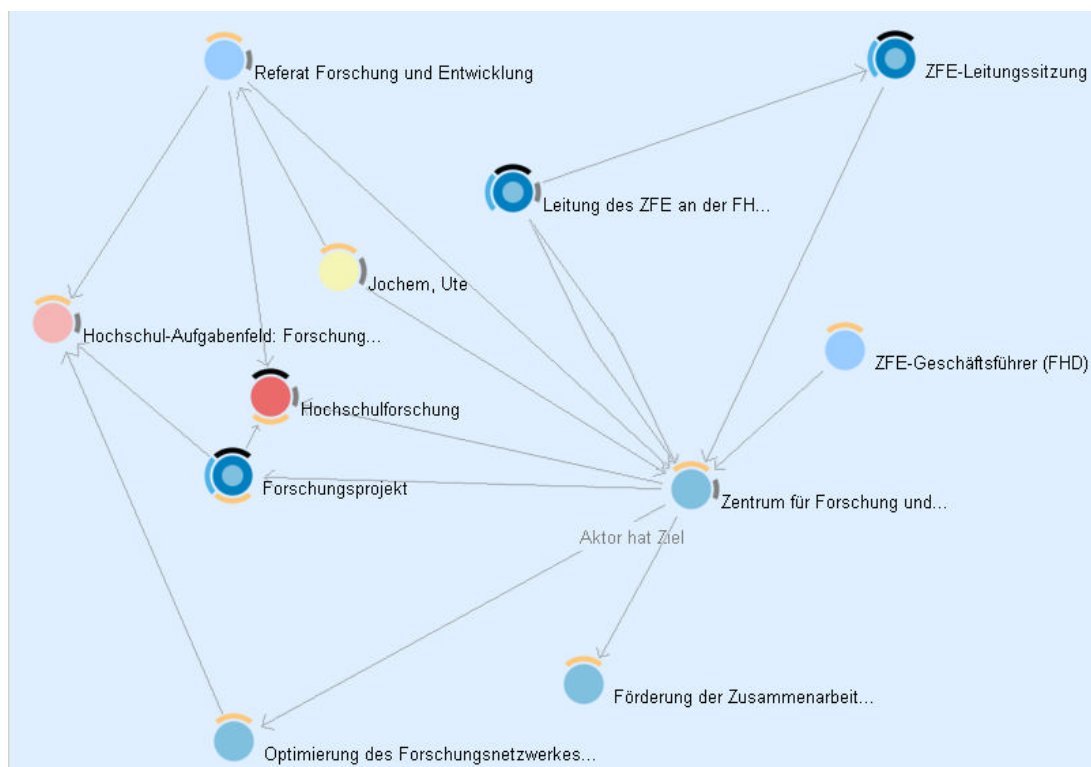 Referat Forschung und Entwicklung
ZFE-Leitungssitzung
Leitung des ZFE an der FH...
Jochem, Ute
Hochschul-Aufgabenfeld: Forschung...
ZFE-Geschäftsführer (FHD)
Hochschulforschung
Forschungsprojekt
Zentrum für Forschung und...
Aktor hat Ziel
Förderung der Zusammenarbeit...
Optimierung des Forschungsnetzwerkes...